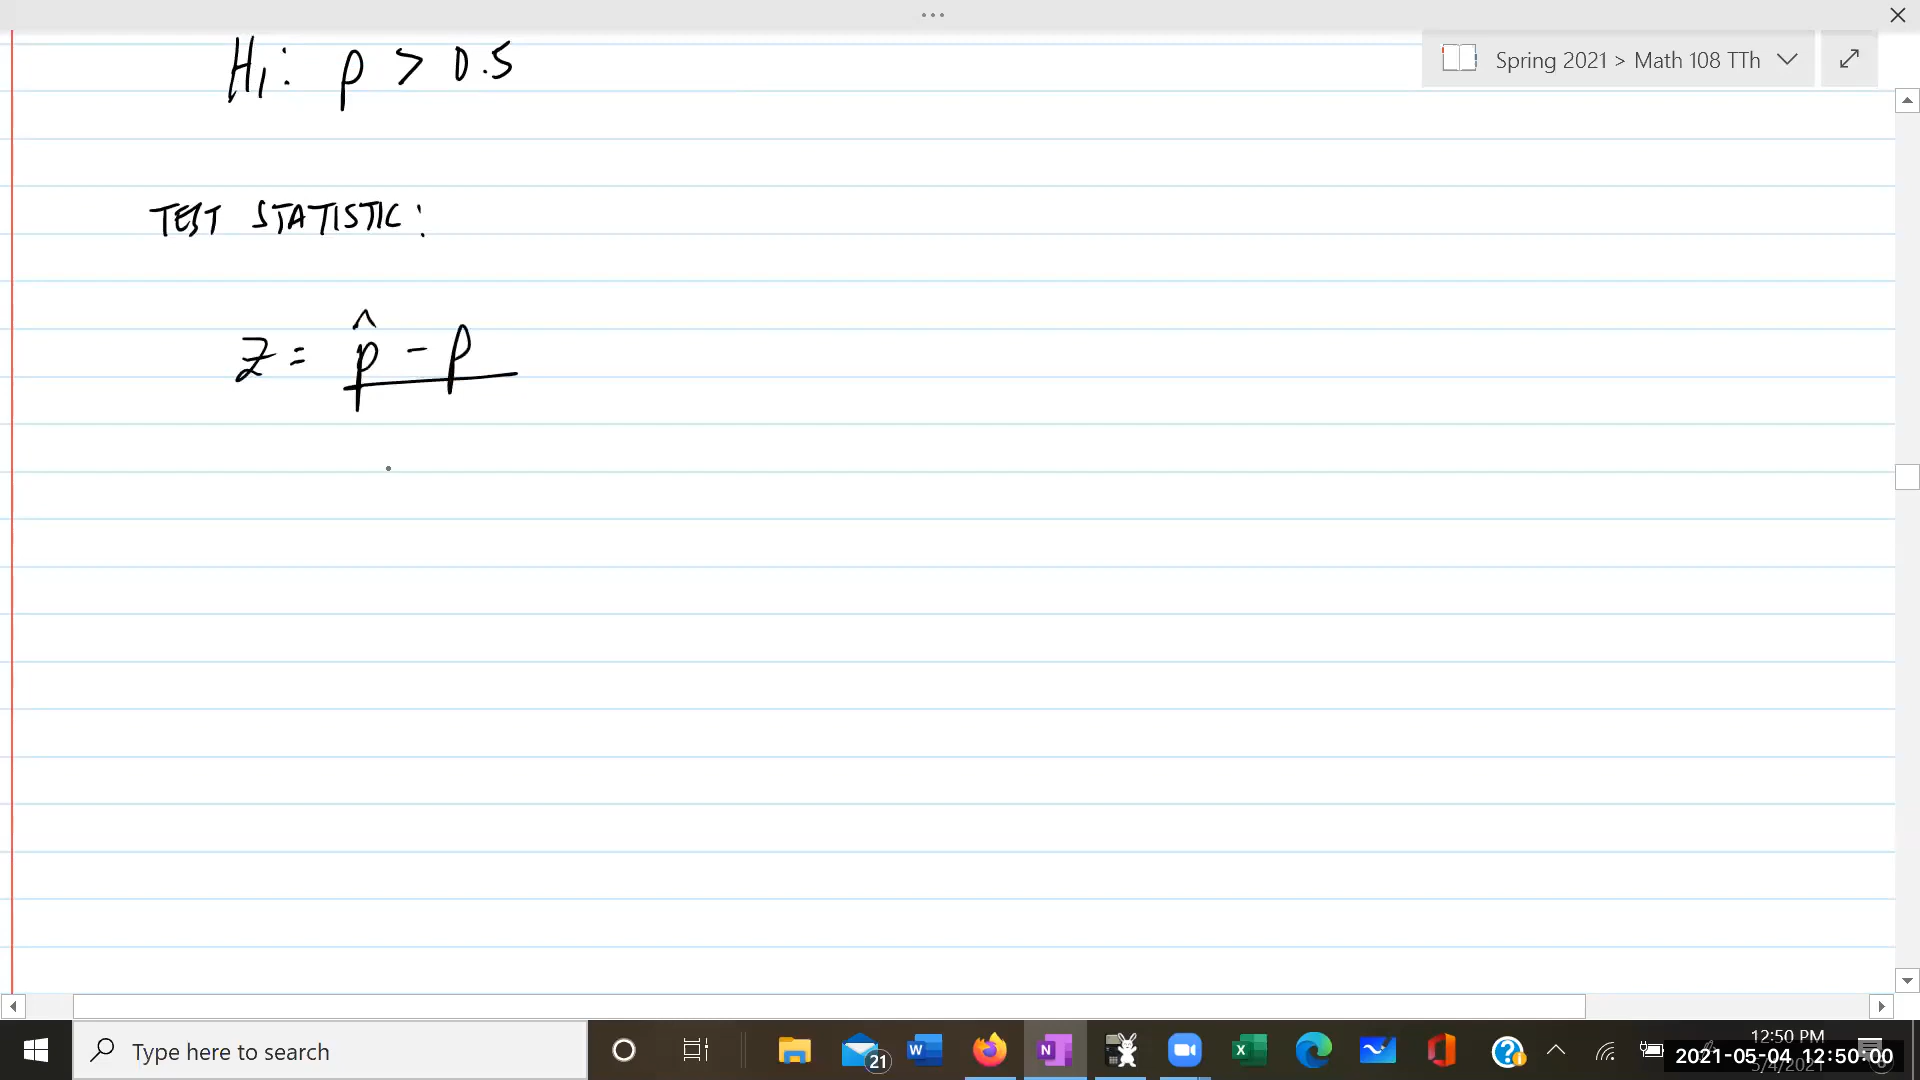 H₁: p > 0.5
Spring 2021 > Math 108 TTh
TEST STATISTIC:
z = p̂ - p
Type here to search
21
W
N
X
12:50 PM
2021-05-04 12:50:00